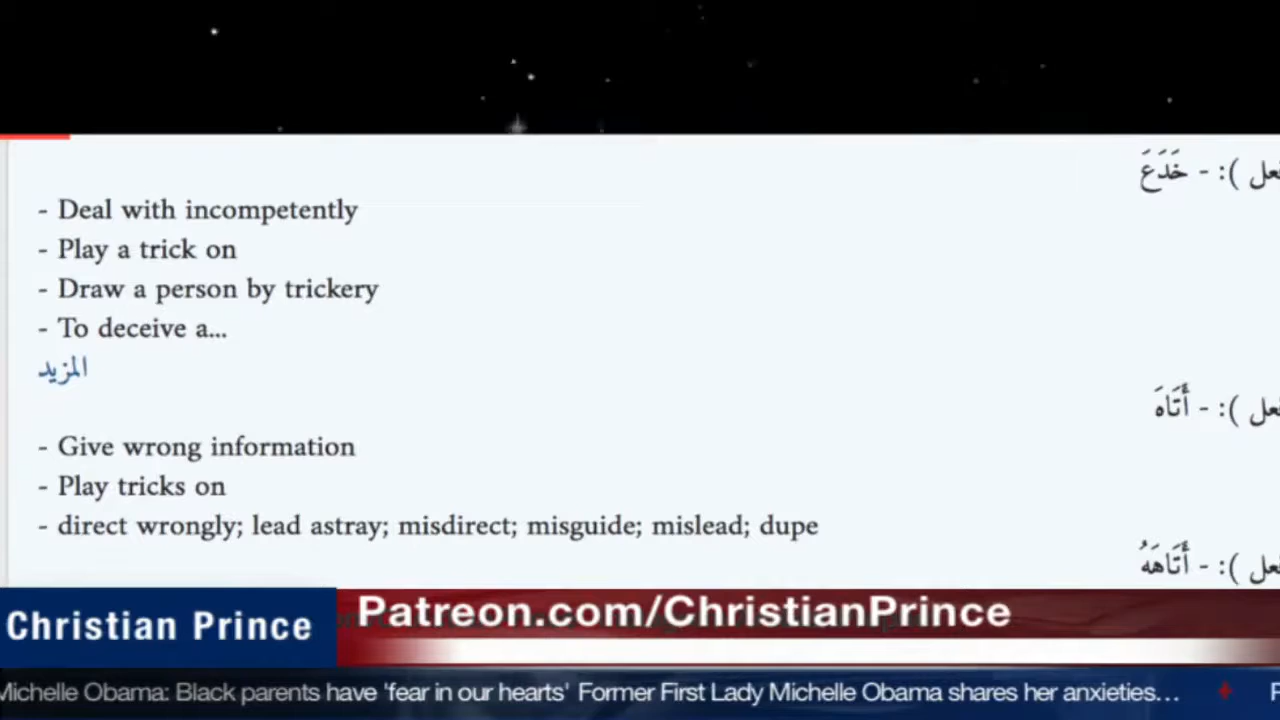 خَدَعَ - :( فعل
- Deal with incompetently
- Play a trick on
- Draw a person by trickery
- To deceive a...
المزيد
أَتَاهَ - :( فعل
- Give wrong information
- Play tricks on
- direct wrongly; lead astray; misdirect; misguide; mislead; dupe
أَتَاهَهُ - :( فعل
Christian Prince
Patreon.com/ChristianPrince
Michelle Obama: Black parents have 'fear in our hearts' Former First Lady Michelle Obama shares her anxieties…